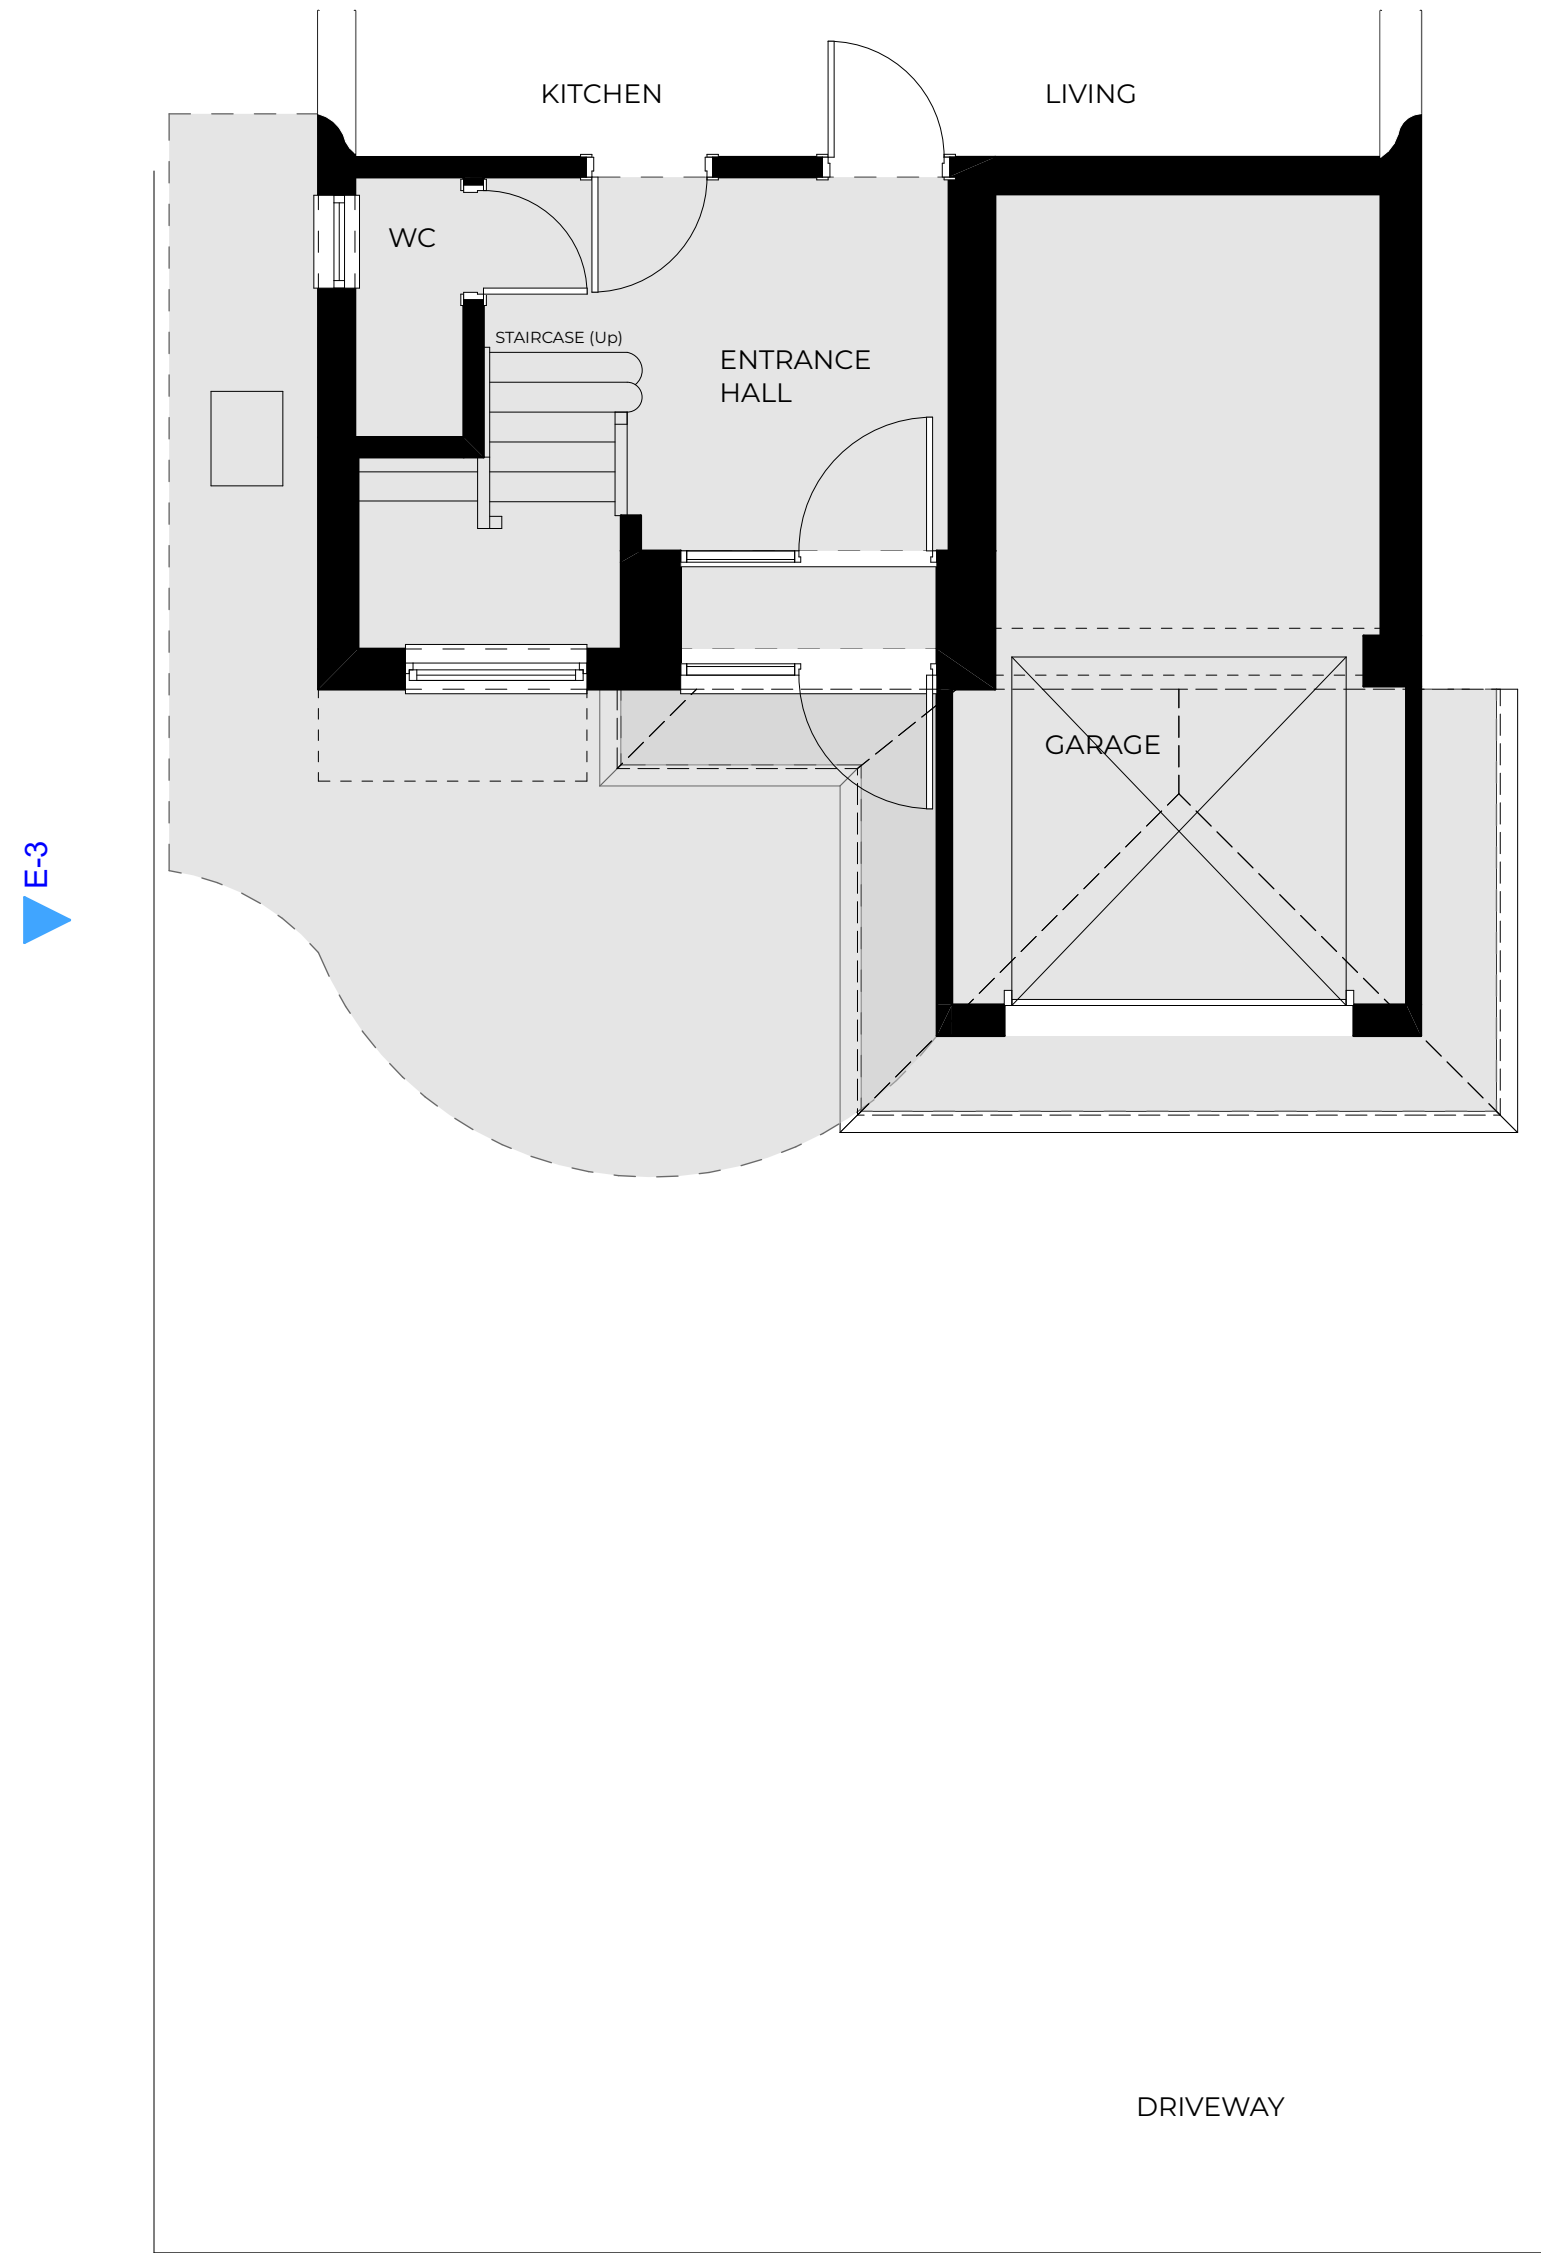 KITCHEN
LIVING
WC
STAIRCASE (Up)
ENTRANCE
HALL
GARAGE
E-3
DRIVEWAY